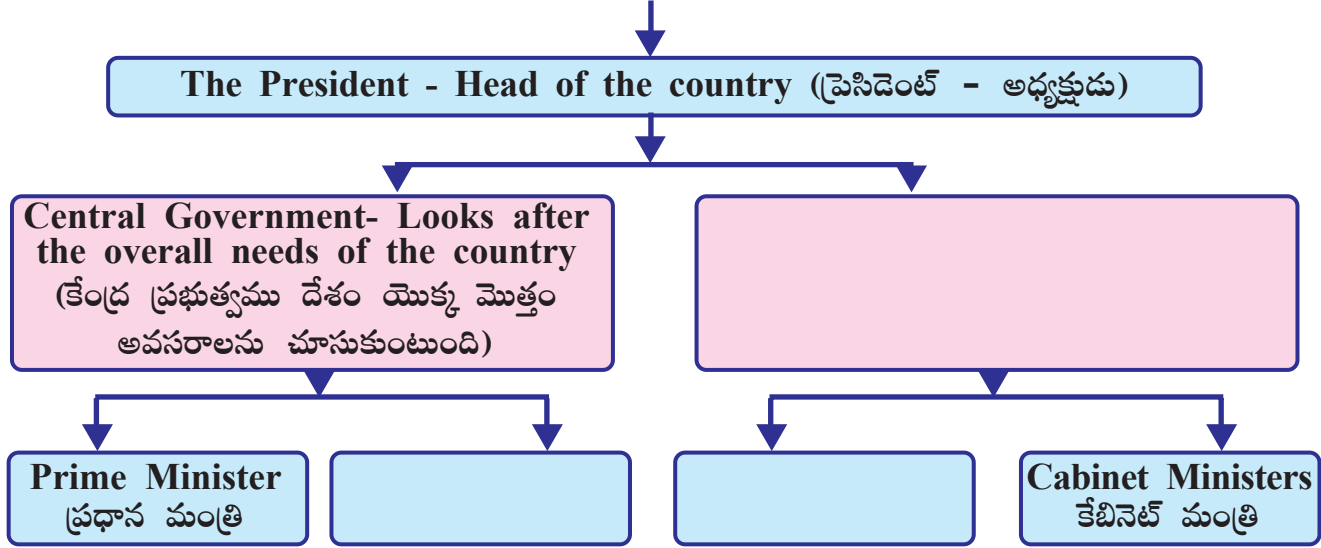 The President - Head of the country (ప్రెసిడెంట్ - అధ్యక్షుడు)
Central Government- Looks after
the overall needs of the country
(కేంద్ర ప్రభుత్వము దేశం యొక్క మొత్తం
అవసరాలను చూసుకుంటుంది)
Prime Minister
ప్రధాన మంత్రి
Cabinet Ministers
కేబినెట్ మంత్రి